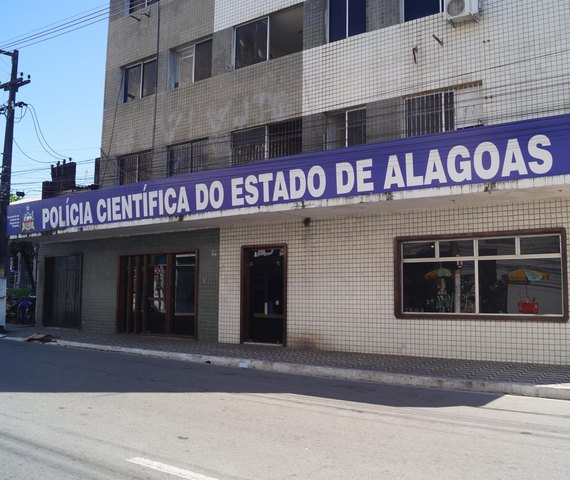 POLÍCIA CIENTÍFICA DO ESTADO DE ALAGOAS